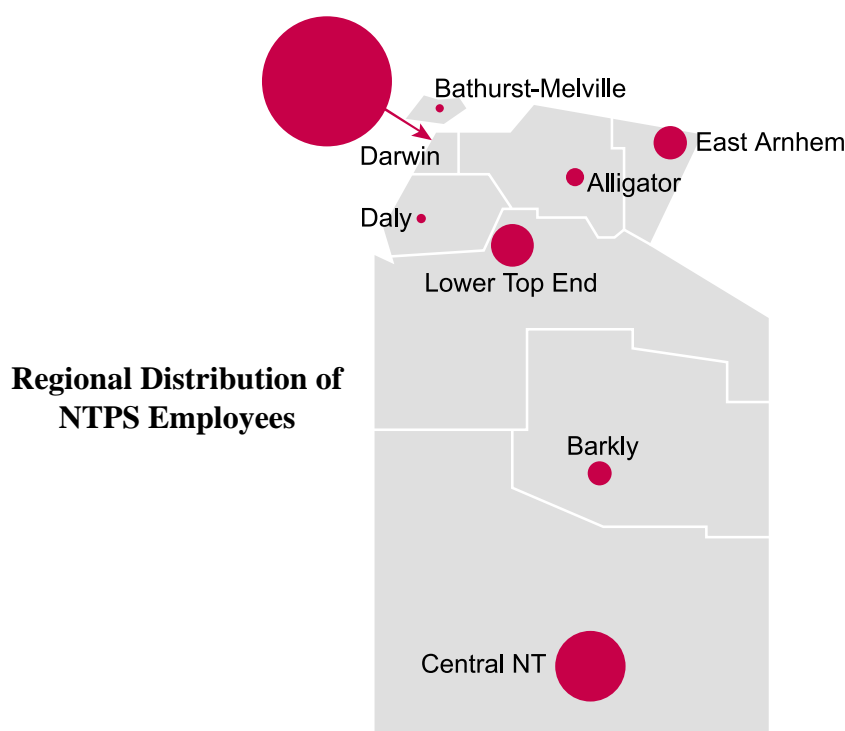 Bathurst-Melville
East Arnhem
Darwin
Alligator
Daly
Lower Top End
Regional Distribution of
NTPS Employees
Barkly
Central NT